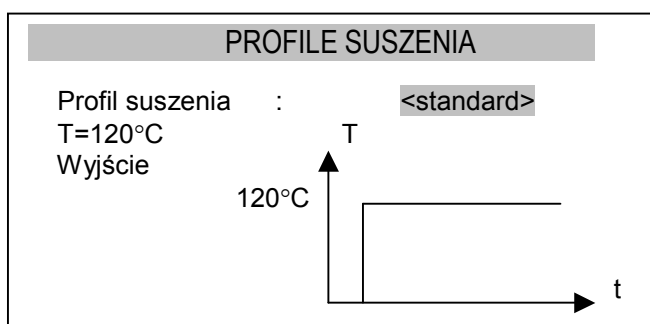 PROFILE SUSZENIA
Profil suszenia : <standard>
T=120°C T
Wyjście
120°C
t